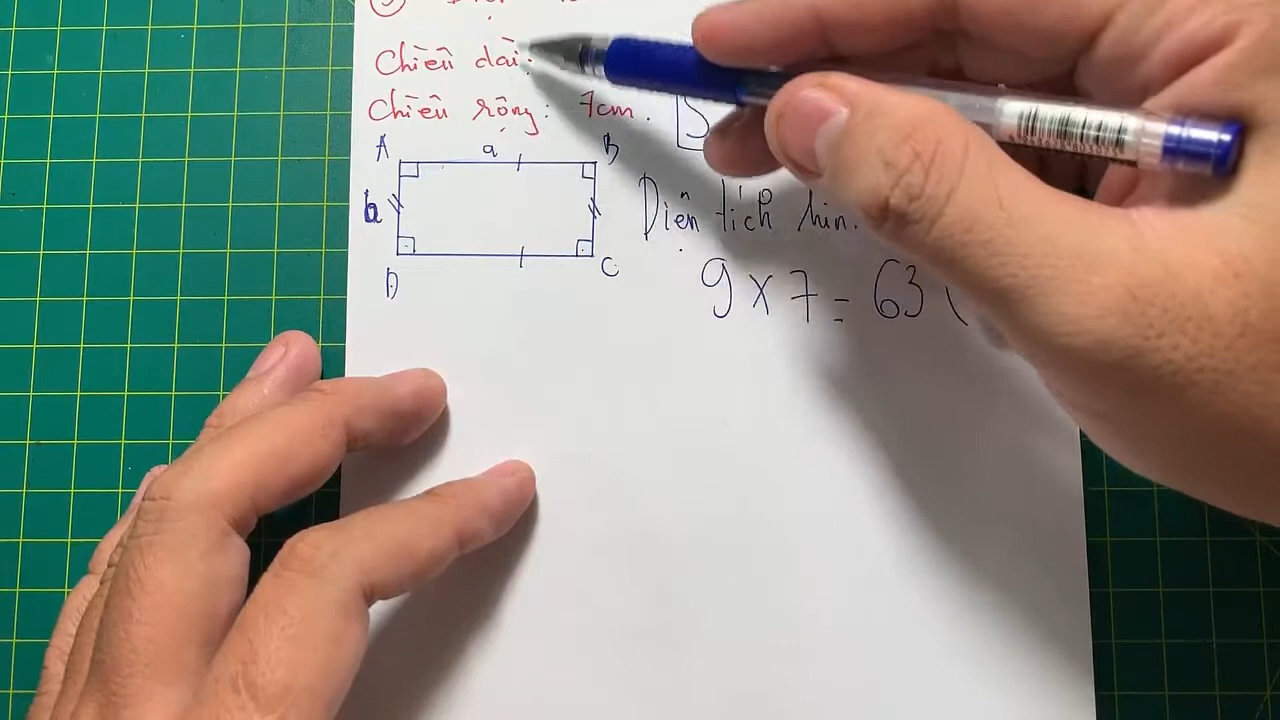 Chiều dài:
Chiều rộng: 7cm.
S
A a B
b
D C
Diện tích hìn
9 x 7 = 63 (